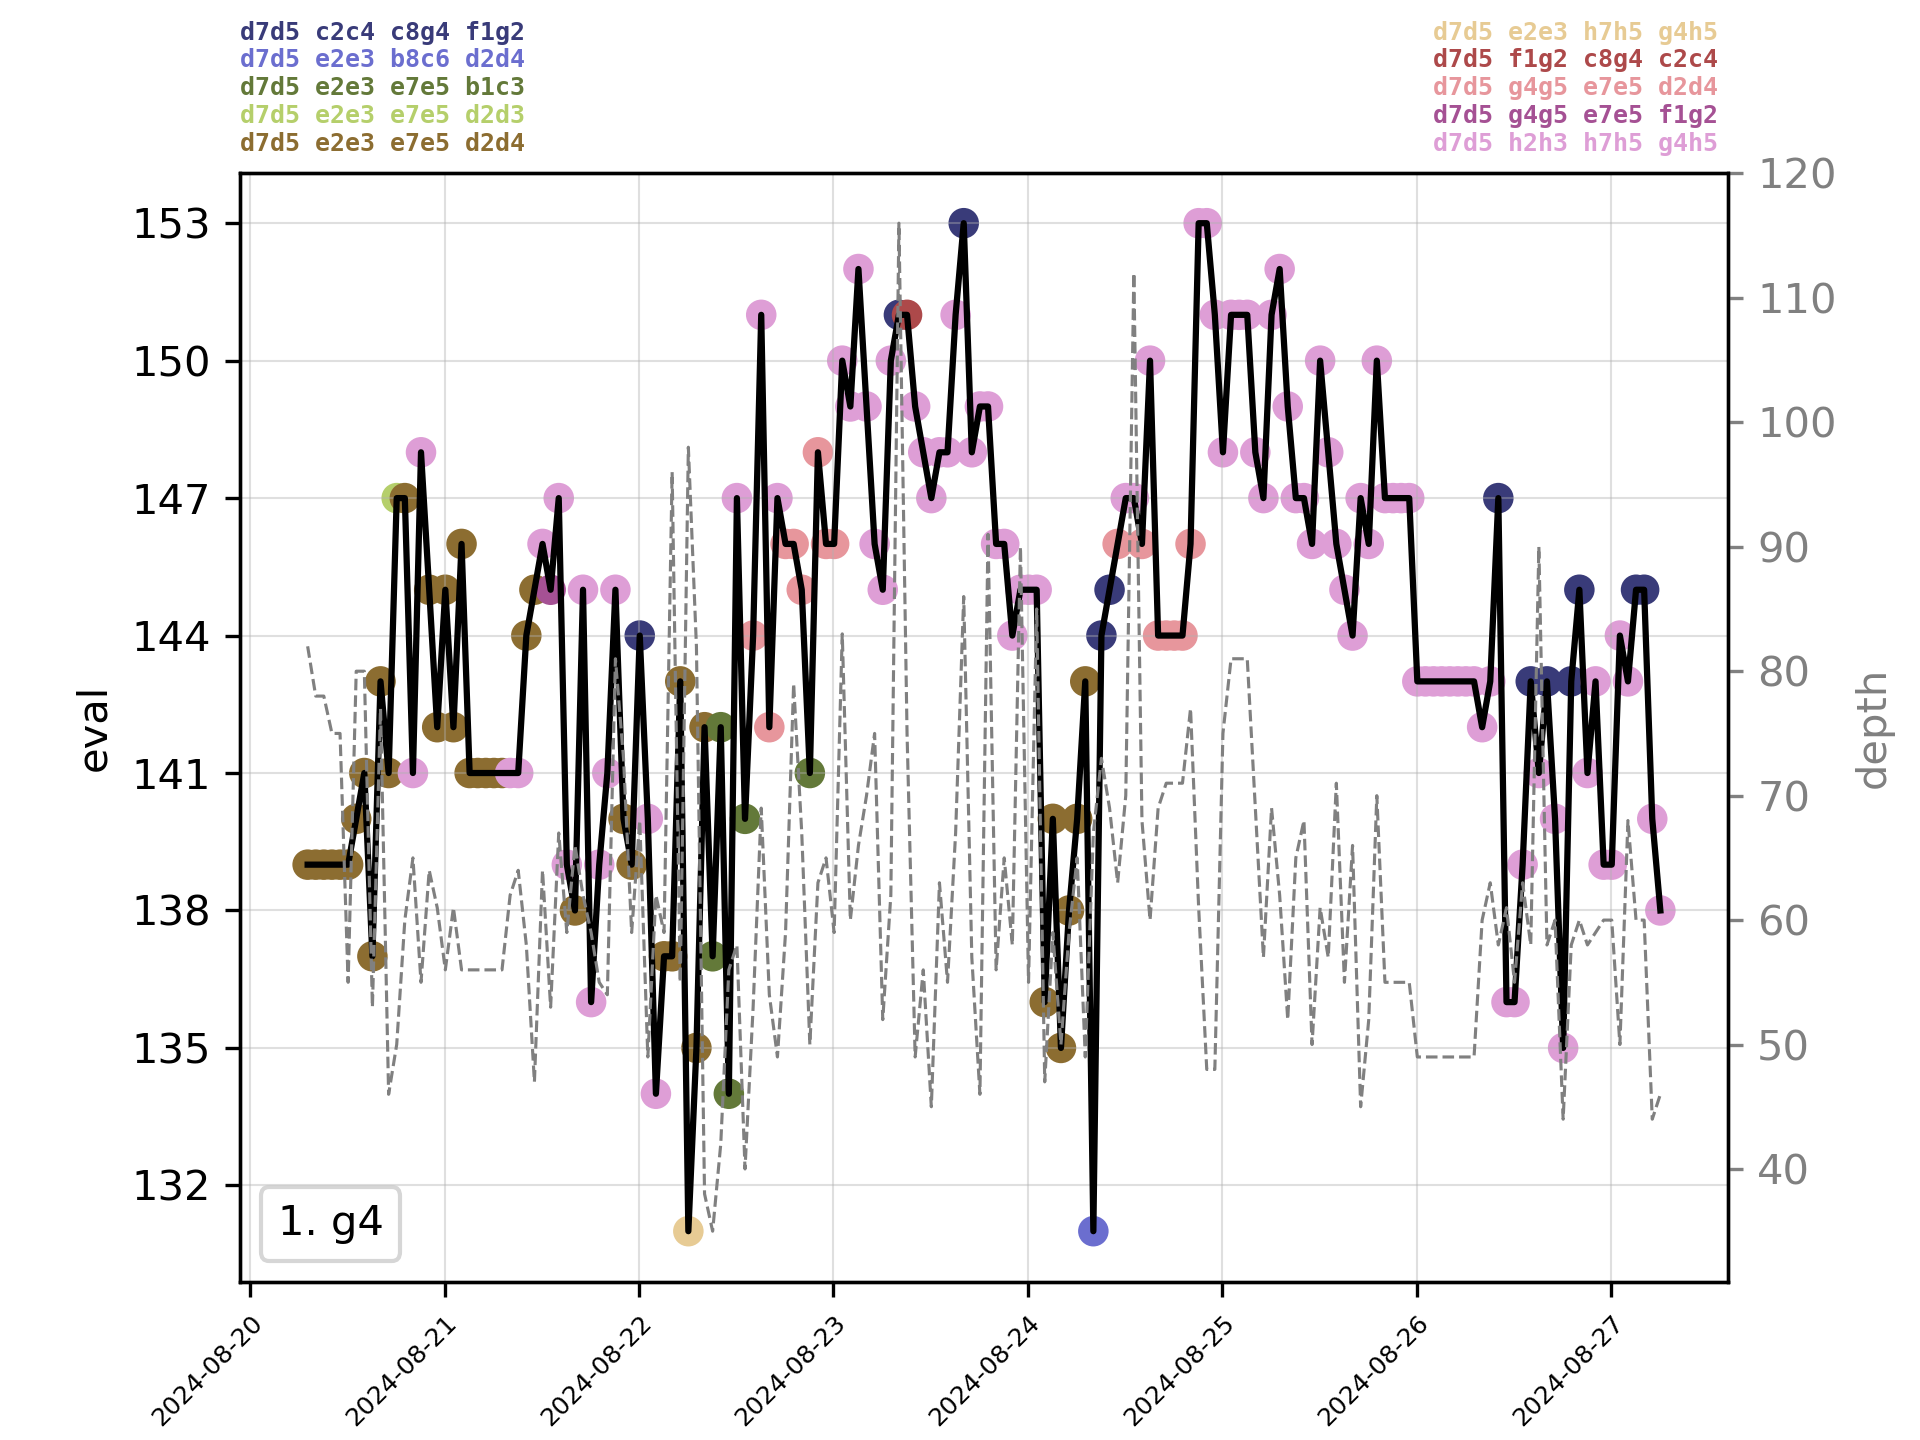 d7d5 c2c4 c8g4 f1g2
d7d5 e2e3 b8c6 d2d4
d7d5 e2e3 e7e5 b1c3
d7d5 e2e3 e7e5 d2d3
d7d5 e2e3 e7e5 d2d4
d7d5 e2e3 h7h5 g4h5
d7d5 f1g2 c8g4 c2c4
d7d5 g4g5 e7e5 d2d4
d7d5 g4g5 e7e5 f1g2
d7d5 h2h3 h7h5 g4h5
153
150
147
144
141
138
135
132
eval
120
110
100
90
80
70
60
50
40
depth
1. g4
2024-08-20
2024-08-21
2024-08-22
2024-08-23
2024-08-24
2024-08-25
2024-08-26
2024-08-27